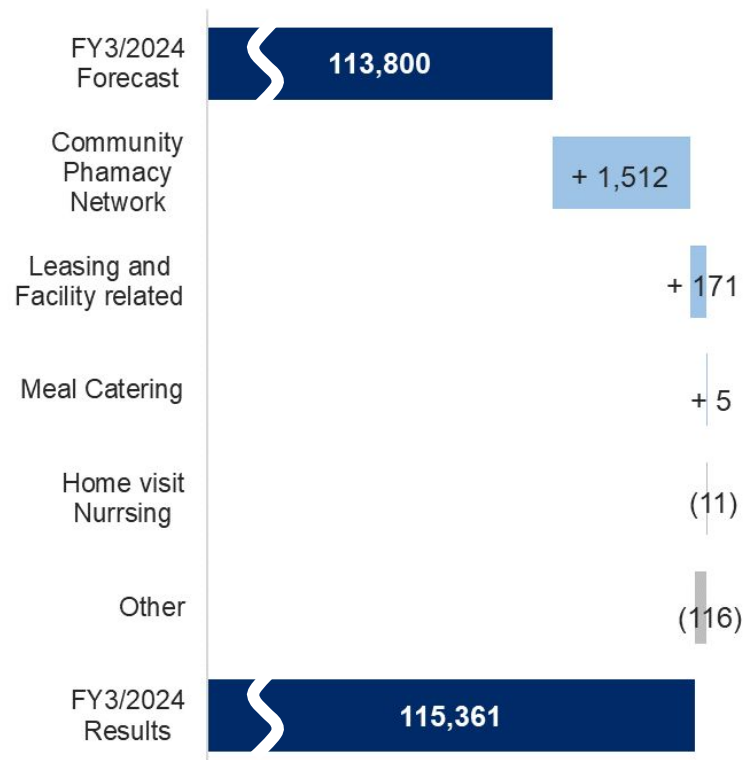 FY3/2024
Forecast
113,800
Community
Phamacy
Network
+ 1,512
Leasing and
Facility related
+ 171
Meal Catering
+ 5
Home visit
Nurrsing
(11)
Other
(116)
FY3/2024
Results
115,361